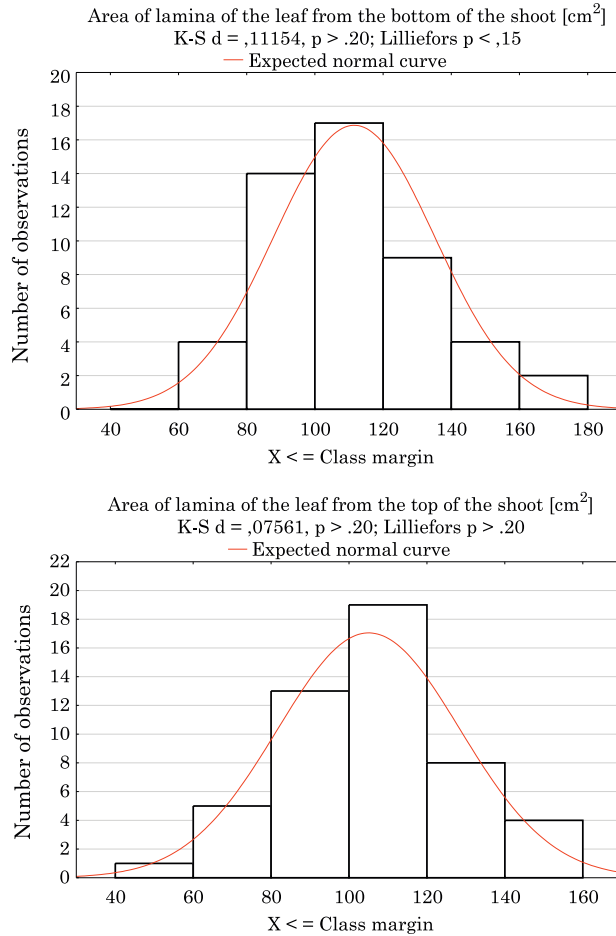 Area of lamina of the leaf from the bottom of the shoot [cm²]
K-S d = ,11154, p > .20; Lilliefors p < ,15
Expected normal curve
20
18
16
14
12
10
8
6
4
2
0
Number of observations
40 60 80 100 120 140 160 180
X < = Class margin
Area of lamina of the leaf from the top of the shoot [cm²]
K-S d = ,07561, p > .20; Lilliefors p > .20
Expected normal curve
22
20
18
16
14
12
10
8
6
4
2
0
Number of observations
40 60 80 100 120 140 160
X < = Class margin